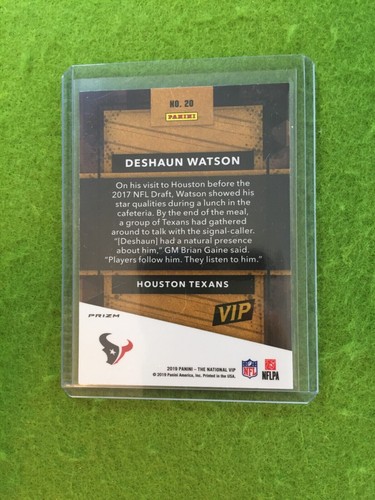 NO. 20
PANINI
DESHAUN WATSON
On his visit to Houston before the
2017 NFL Draft, Watson showed his
star qualities during a lunch in the
cafeteria. By the end of the meal,
a group of Texans had gathered
around to talk with the signal-caller.
"[Deshaun] had a natural presence
about him," GM Brian Gaine said.
"Players follow him. They listen to him."
HOUSTON TEXANS
VIP
PRIZM
2019 PANINI – THE NATIONAL VIP
© 2019 Panini America, Inc. Printed in the USA.
NFL
NFLPA